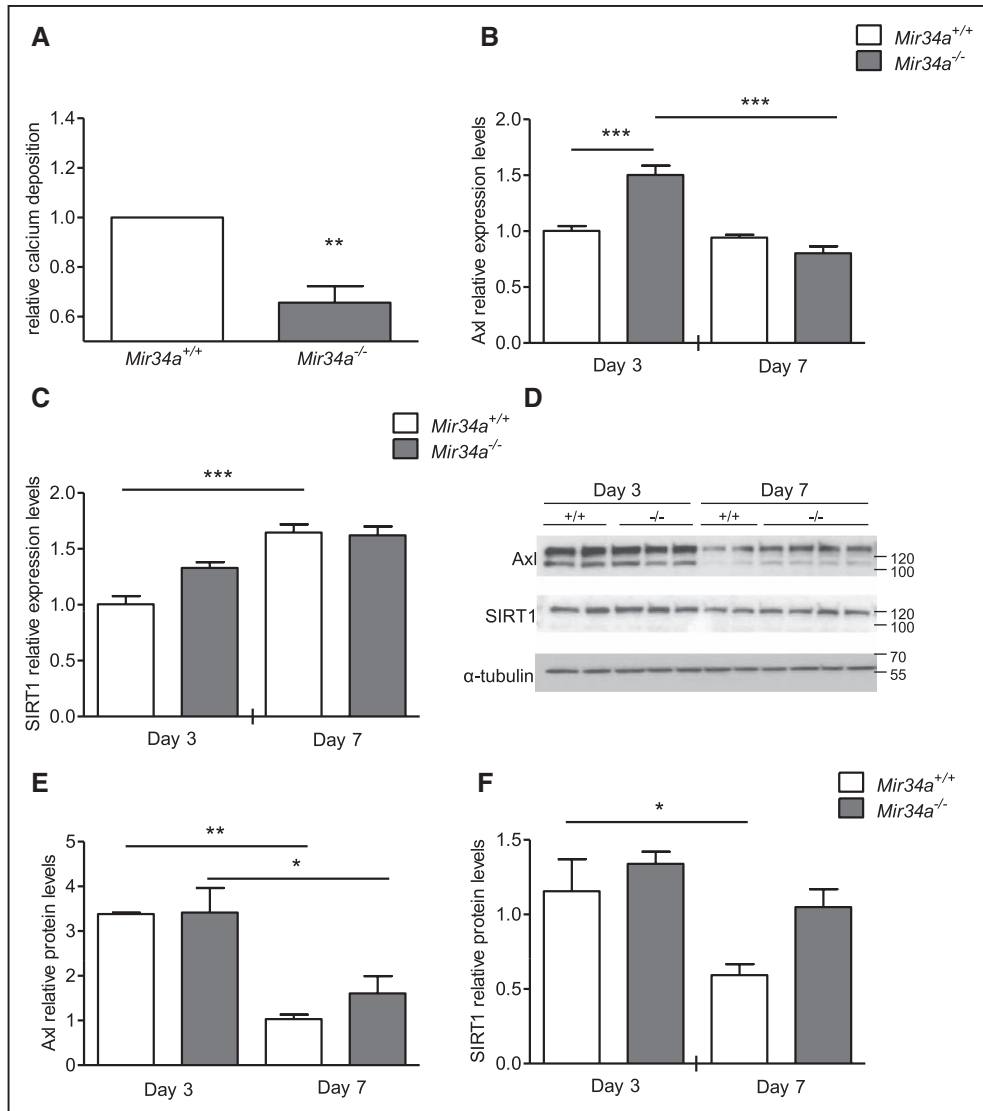 A
relative calcium deposition
1.4
1.2
1.0
0.8
0.6
**
Mir34a+/+
Mir34a-/-
B
Mir34a+/+
Mir34a-/-
Axl relative expression levels
2.0
1.5
1.0
0.5
0.0
***
***
Day 3
Day 7
C
Mir34a+/+
Mir34a-/-
SIRT1 relative expression levels
2.0
1.5
1.0
0.5
0.0
***
Day 3
Day 7
D
Day 3 Day 7
+/+ -/- +/+ -/-
Axl
120
100
SIRT1
120
100
α-tubulin
70
55
E
Axl relative protein levels
5
4
3
2
1
0
**
*
Day 3
Day 7
F
Mir34a+/+
Mir34a-/-
SIRT1 relative protein levels
1.5
1.0
0.5
0.0
*
Day 3
Day 7